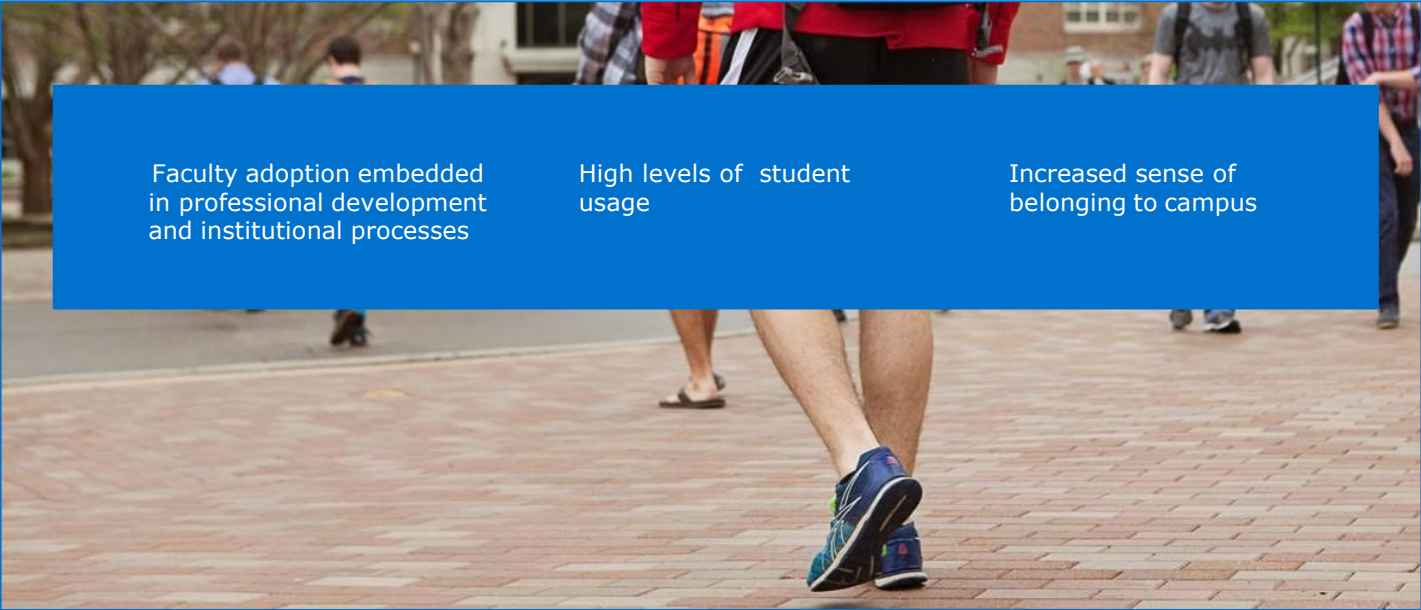 Faculty adoption embedded
in professional development
and institutional processes
High levels of  student
usage
Increased sense of
belonging to campus